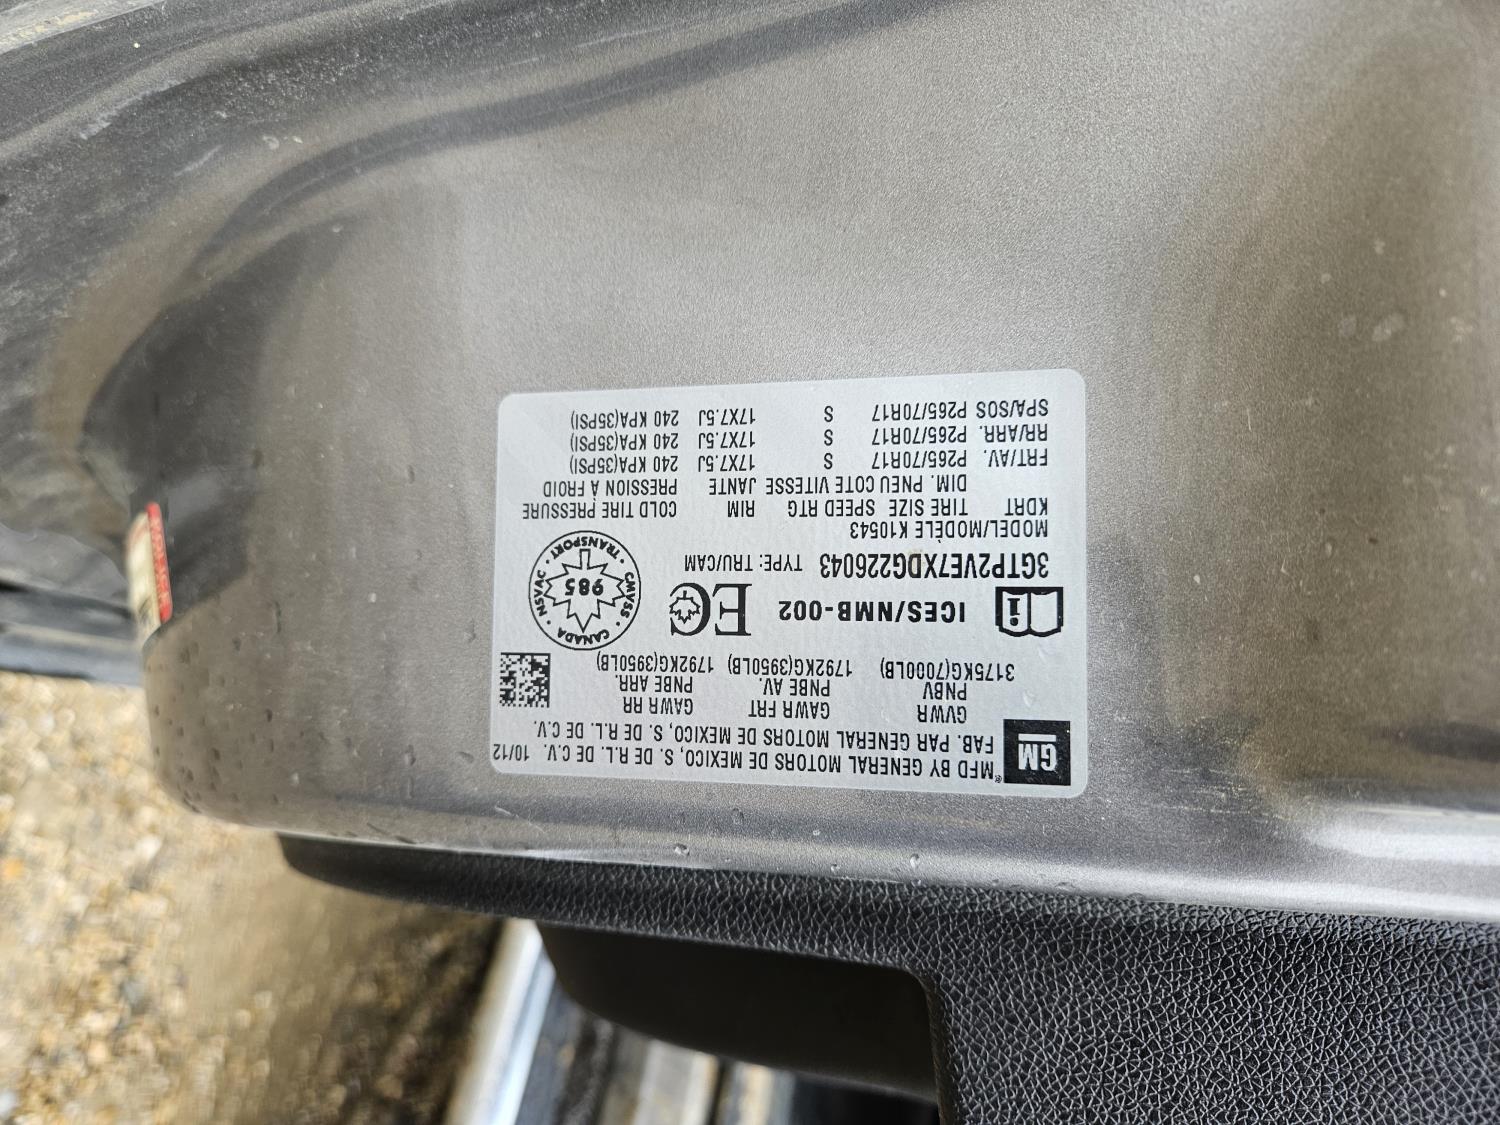 GM
MFD BY GENERAL MOTORS DE MEXICO, S. DE R.L. DE C.V. 10/12
FAB. PAR GENERAL MOTORS DE MEXICO, S. DE R.L. DE C.V.
GVWR GAWR FRT GAWR RR
PNBV PNBE AV. PNBE ARR.
3175KG(7000LB) 1792KG(3950LB) 1792KG(3950LB)
i ICES/NMB-002 EC
CANADA • CMVSS • TRANSPORT • NSVAC •
985
3GTP2VE7XDG226043 TYPE: TRU/CAM
MODEL/MODÈLE K10543
KDRT TIRE SIZE SPEED RTG RIM COLD TIRE PRESSURE
DIM. PNEU COTE VITESSE JANTE PRESSION À FROID
FRT/AV. P265/70R17 S 17X7.5J 240 KPA(35PSI)
RR/ARR. P265/70R17 S 17X7.5J 240 KPA(35PSI)
SPA/SOS P265/70R17 S 17X7.5J 240 KPA(35PSI)